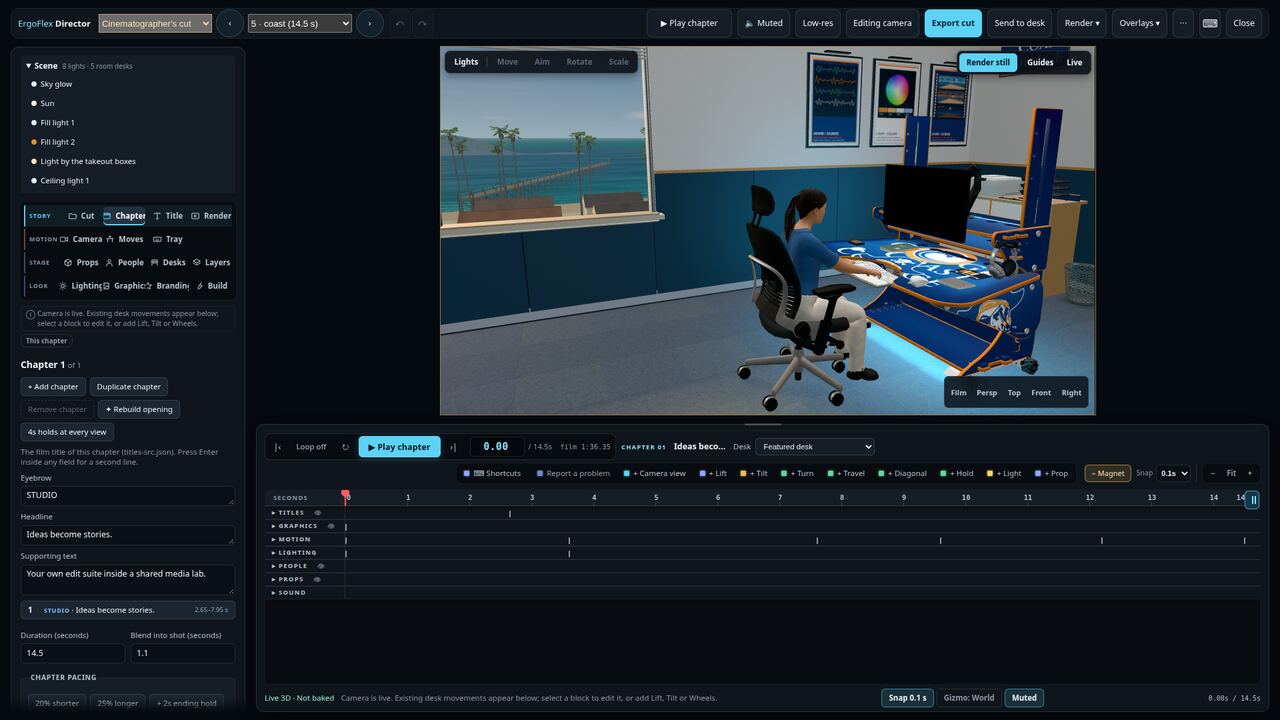 ErgoFlex Director Cinematographer's cut ‹ 5 · coast (14.5 s) › ▶ Play chapter Muted Low-res Editing camera Export cut Send to desk Render ▾ Overlays ▾ ··· Close
▼ Scene 8 lights · 5 room desks
Sky glow
Sun
Fill light 1
Fill light 2
Light by the takeout boxes
Ceiling light 1
STORY Cut Chapter Title Render
MOTION Camera Moves Tray
STAGE Props People Desks Layers
LOOK Lighting Graphics Branding Build
Camera is live. Existing desk movements appear below;
select a block to edit it, or add Lift, Tilt or Wheels.
This chapter
Chapter 1 of 1
+ Add chapter Duplicate chapter
Remove chapter ✦ Rebuild opening
4s holds at every view
The film title of this chapter (titles-src.json). Press Enter
inside any field for a second line.
Eyebrow
STUDIO
Headline
Ideas become stories.
Supporting text
Your own edit suite inside a shared media lab.
1 STUDIO · Ideas become stories. 2.65–7.95 s
Duration (seconds) Blend into shot (seconds)
14.5 1.1
CHAPTER PACING
20% shorter 25% longer + 2s ending hold
Lights Move Aim Rotate Scale
Render still Guides Live
Film Persp Top Front Right
Loop off ↻ ▶ Play chapter 0.00 / 14.5s film 1:36.35 CHAPTER 01 Ideas beco... Desk Featured desk
Shortcuts Report a problem + Camera view + Lift + Tilt + Turn + Travel + Diagonal + Hold + Light + Prop Magnet Snap 0.1s − Fit +
SECONDS 0 1 2 3 4 5 6 7 8 9 10 11 12 13 14 14
▸ TITLES
▸ GRAPHICS
▸ MOTION
▸ LIGHTING
▸ PEOPLE
▸ PROPS
▸ SOUND
Live 3D · Not baked Camera is live. Existing desk movements appear below; select a block to edit it, or add Lift, Tilt or Wheels. Snap 0.1 s Gizmo: World Muted 0.00s / 14.5s